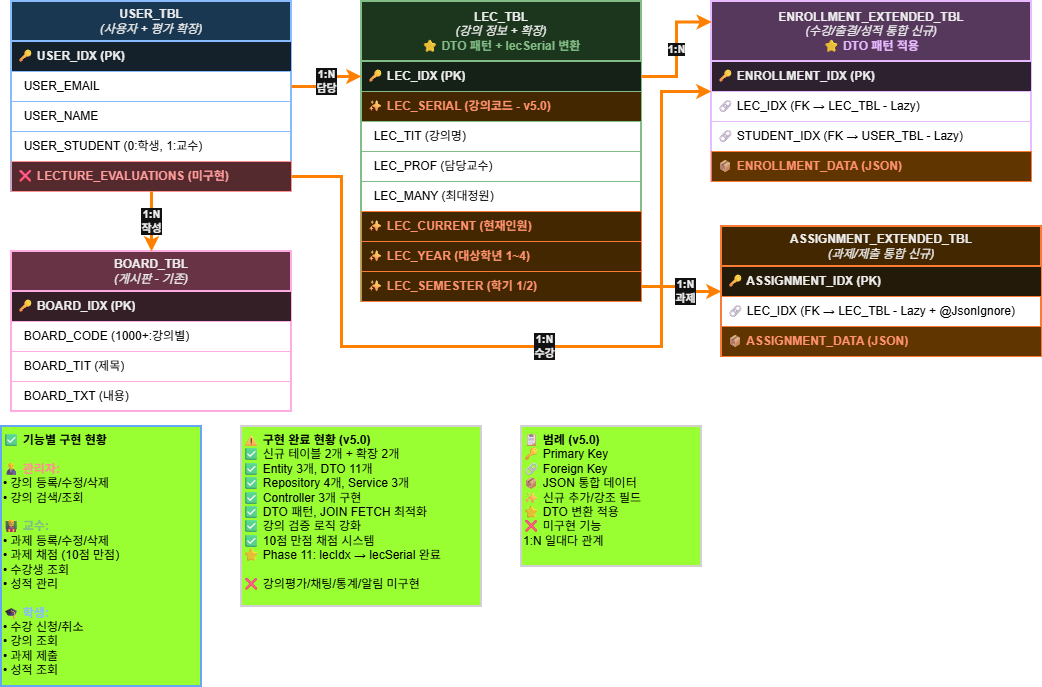 USER_TBL
(사용자 + 평가 확장)
🔑 USER_IDX (PK)
USER_EMAIL
USER_NAME
USER_STUDENT (0:학생, 1:교수)
❌ LECTURE_EVALUATIONS (미구현)
1:N
작성
BOARD_TBL
(게시판 - 기존)
🔑 BOARD_IDX (PK)
BOARD_CODE (1000+:강의별)
BOARD_TIT (제목)
BOARD_TXT (내용)
1:N
담당
LEC_TBL
(강의 정보 + 확장)
⭐ DTO 패턴 + lecSerial 변환
🔑 LEC_IDX (PK)
✨ LEC_SERIAL (강의코드 - v5.0)
LEC_TIT (강의명)
LEC_PROF (담당교수)
LEC_MANY (최대정원)
✨ LEC_CURRENT (현재인원)
✨ LEC_YEAR (대상학년 1~4)
✨ LEC_SEMESTER (학기 1/2)
1:N
1:N
과제
1:N
수강
ENROLLMENT_EXTENDED_TBL
(수강/출결/성적 통합 신규)
⭐ DTO 패턴 적용
🔑 ENROLLMENT_IDX (PK)
🔗 LEC_IDX (FK → LEC_TBL - Lazy)
🔗 STUDENT_IDX (FK → USER_TBL - Lazy)
📦 ENROLLMENT_DATA (JSON)
ASSIGNMENT_EXTENDED_TBL
(과제/제출 통합 신규)
🔑 ASSIGNMENT_IDX (PK)
🔗 LEC_IDX (FK → LEC_TBL - Lazy + @JsonIgnore)
📦 ASSIGNMENT_DATA (JSON)
✅ 기능별 구현 현황
관리자:
• 강의 등록/수정/삭제
• 강의 검색/조회
교수:
• 과제 등록/수정/삭제
• 과제 채점 (10점 만점)
• 수강생 조회
• 성적 관리
🎓 학생:
• 수강 신청/취소
• 강의 조회
• 과제 제출
• 성적 조회
⚠️ 구현 완료 현황 (v5.0)
✅ 신규 테이블 2개 + 확장 2개
✅ Entity 3개, DTO 11개
✅ Repository 4개, Service 3개
✅ Controller 3개 구현
✅ DTO 패턴, JOIN FETCH 최적화
✅ 강의 검증 로직 강화
✅ 10점 만점 채점 시스템
⭐ Phase 11: lecIdx → lecSerial 완료
❌ 강의평가/채팅/통계/알림 미구현
📋 범례 (v5.0)
🔑 Primary Key
🔗 Foreign Key
📦 JSON 통합 데이터
✨ 신규 추가/강조 필드
⭐ DTO 변환 적용
❌ 미구현 기능
1:N 일대다 관계